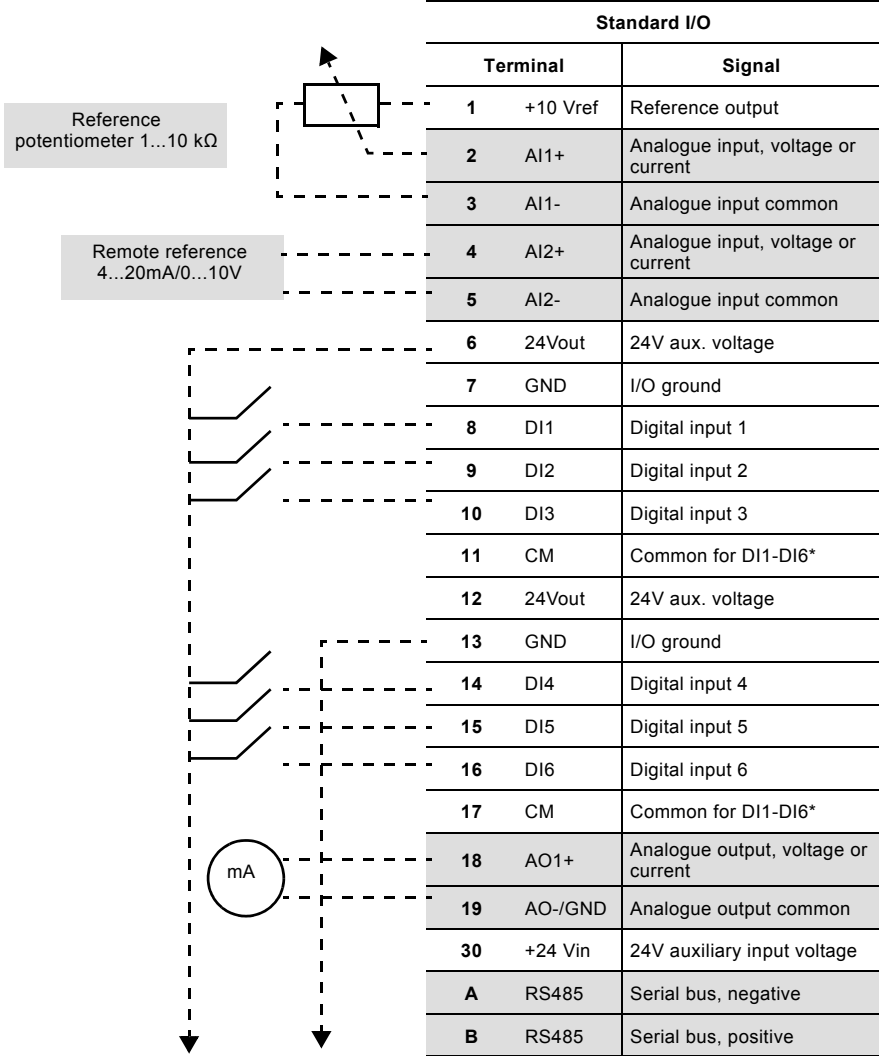 Standard I/O
Terminal Signal
Reference
potentiometer 1...10 kΩ
1 +10 Vref Reference output
2 AI1+ Analogue input, voltage or
current
3 AI1- Analogue input common
Remote reference
4...20mA/0...10V
4 AI2+ Analogue input, voltage or
current
5 AI2- Analogue input common
6 24Vout 24V aux. voltage
7 GND I/O ground
8 DI1 Digital input 1
9 DI2 Digital input 2
10 DI3 Digital input 3
11 CM Common for DI1-DI6*
12 24Vout 24V aux. voltage
13 GND I/O ground
14 DI4 Digital input 4
15 DI5 Digital input 5
16 DI6 Digital input 6
17 CM Common for DI1-DI6*
mA
18 AO1+ Analogue output, voltage or
current
19 AO-/GND Analogue output common
30 +24 Vin 24V auxiliary input voltage
A RS485 Serial bus, negative
B RS485 Serial bus, positive